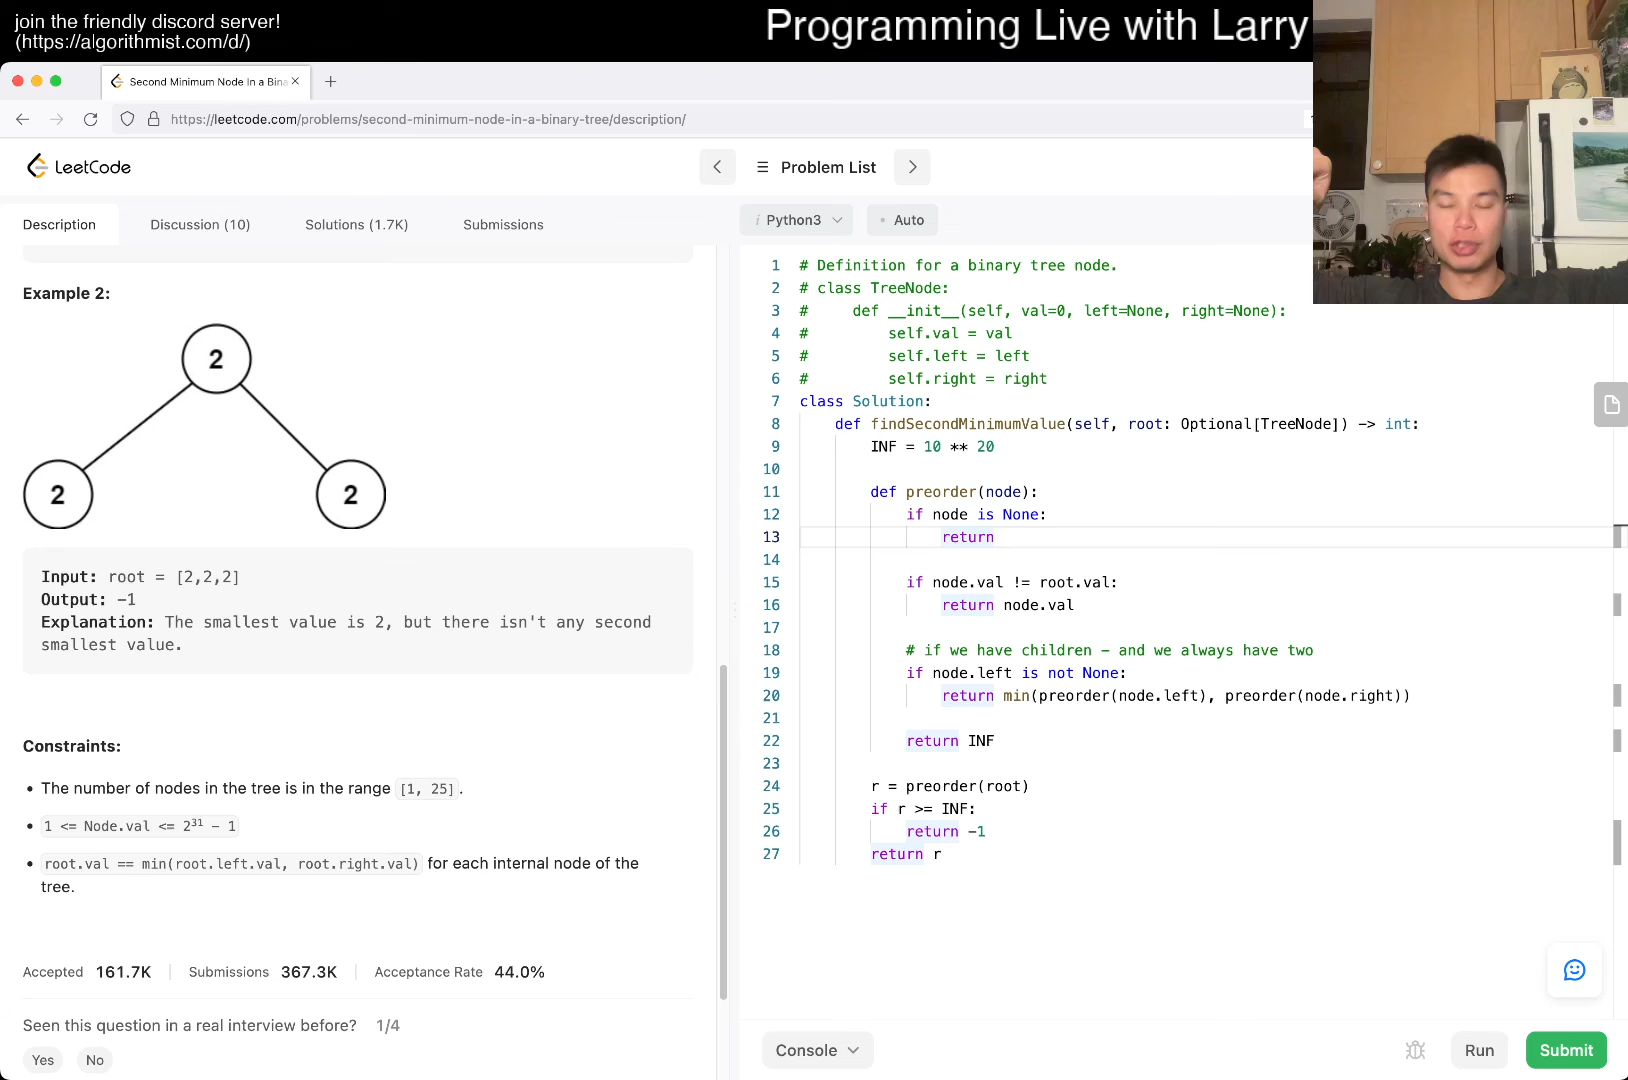 join the friendly discord server!
(https://algorithmist.com/d/)
Programming Live with Larry
Second Minimum Node In a Bina
https://leetcode.com/problems/second-minimum-node-in-a-binary-tree/description/
LeetCode
Problem List
Description
Discussion (10)
Solutions (1.7K)
Submissions
i Python3
Auto
Example 2:
2
2
2
Input: root = [2,2,2]
Output: -1
Explanation: The smallest value is 2, but there isn't any second
smallest value.
Constraints:
• The number of nodes in the tree is in the range [1, 25].
• 1 <= Node.val <= 2³¹ - 1
• root.val == min(root.left.val, root.right.val) for each internal node of the
tree.
Accepted 161.7K | Submissions 367.3K | Acceptance Rate 44.0%
Seen this question in a real interview before? 1/4
Yes
No
1 # Definition for a binary tree node.
2 # class TreeNode:
3 #     def __init__(self, val=0, left=None, right=None):
4 #         self.val = val
5 #         self.left = left
6 #         self.right = right
7 class Solution:
8     def findSecondMinimumValue(self, root: Optional[TreeNode]) -> int:
9         INF = 10 ** 20
10
11         def preorder(node):
12             if node is None:
13                 return
14
15             if node.val != root.val:
16                 return node.val
17
18             # if we have children - and we always have two
19             if node.left is not None:
20                 return min(preorder(node.left), preorder(node.right))
21
22             return INF
23
24         r = preorder(root)
25         if r >= INF:
26             return -1
27         return r
Console
Run
Submit